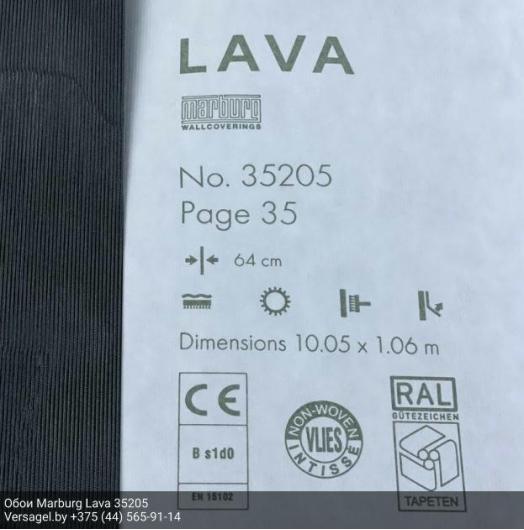 LAVA
marburg
WALLCOVERINGS
No. 35205
Page 35
64 cm
Dimensions 10.05 x 1.06 m
CE
B s1d0
EN 15102
NON-WOVEN
VLIES
INTISSÉ
RAL
GÜTEZEICHEN
TAPETEN
Обои Marburg Lava 35205
Versagel.by +375 (44) 565-91-14